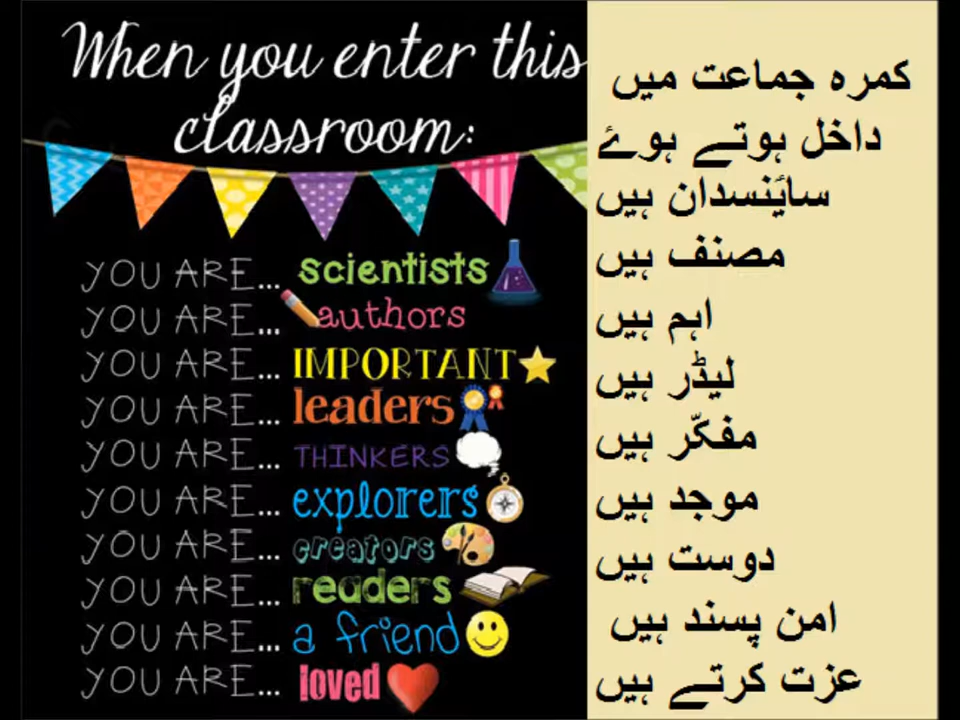 When you enter this
classroom:
YOU ARE... scientists
YOU ARE... authors
YOU ARE... IMPORTANT
YOU ARE... leaders
YOU ARE... THINKERS
YOU ARE... explorers
YOU ARE... creators
YOU ARE... readers
YOU ARE... a friend
YOU ARE... loved
کمرہ جماعت میں
داخل ہوتے ہوۓ
سائنسدان ہیں
مصنف ہیں
اہم ہیں
لیڈر ہیں
مفکّر ہیں
موجد ہیں
دوست ہیں
امن پسند ہیں
عزت کرتے ہیں